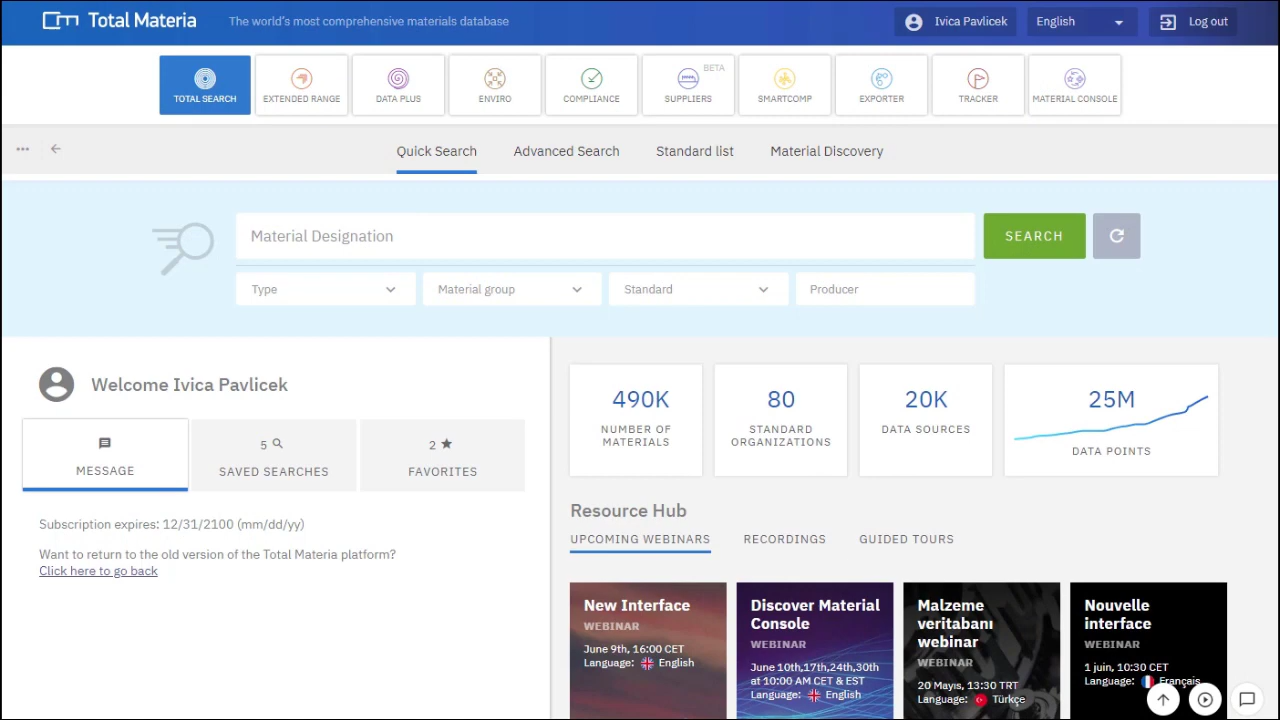 Total Materia
The world's most comprehensive materials database
Ivica Pavlicek
English
Log out
TOTAL SEARCH
EXTENDED RANGE
DATA PLUS
ENVIRO
COMPLIANCE
BETA
SUPPLIERS
SMARTCOMP
EXPORTER
TRACKER
MATERIAL CONSOLE
Quick Search
Advanced Search
Standard list
Material Discovery
Material Designation
SEARCH
Type
Material group
Standard
Producer
Welcome Ivica Pavlicek
MESSAGE
5
SAVED SEARCHES
2
FAVORITES
Subscription expires: 12/31/2100 (mm/dd/yy)
Want to return to the old version of the Total Materia platform?
Click here to go back
490K
NUMBER OF
MATERIALS
80
STANDARD
ORGANIZATIONS
20K
DATA SOURCES
25M
DATA POINTS
Resource Hub
UPCOMING WEBINARS
RECORDINGS
GUIDED TOURS
New Interface
WEBINAR
June 9th, 16:00 CET
Language: English
Discover Material
Console
WEBINAR
June 10th,17th,24th,30th
at 10:00 AM CET & EST
Language: English
Malzeme
veritabanı
webinar
WEBINAR
20 Mayıs, 13:30 TRT
Language: Türkçe
Nouvelle
interface
WEBINAR
1 juin, 10:30 CET
Language: Français